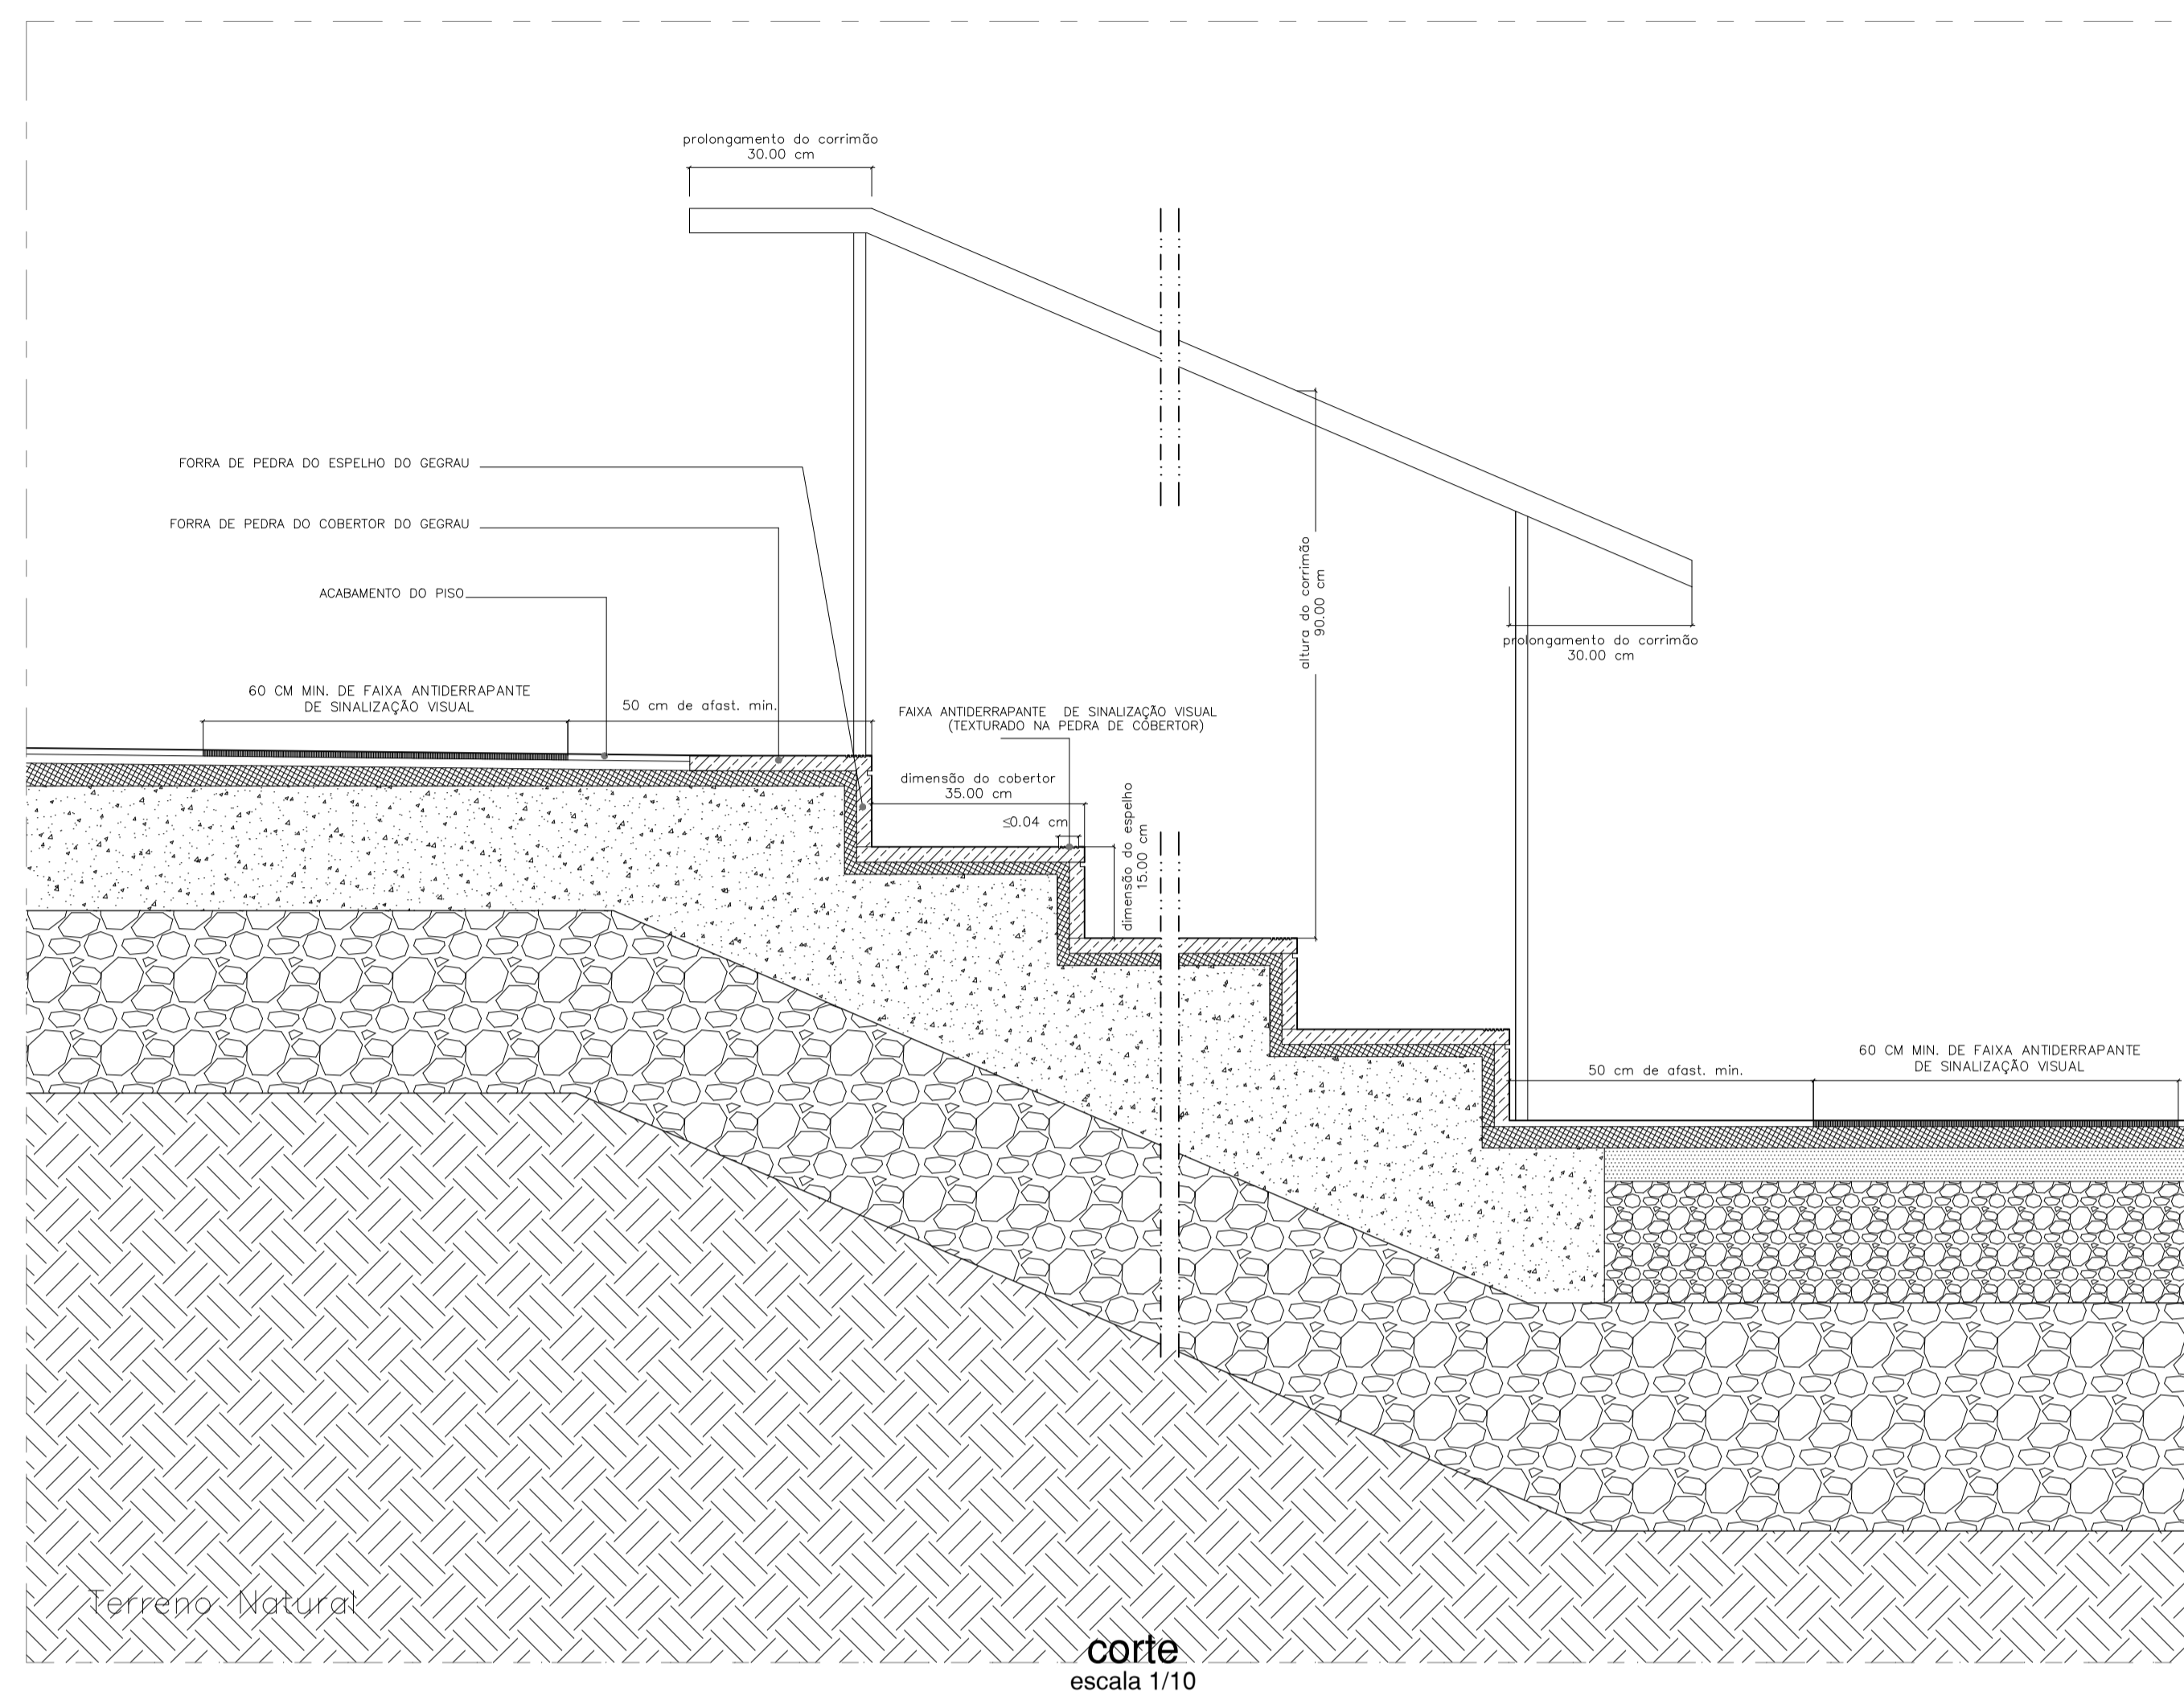 prolongamento do corrimão
30.00 cm
FORRA DE PEDRA DO ESPELHO DO GEGRAU
FORRA DE PEDRA DO COBERTOR DO GEGRAU
ACABAMENTO DO PISO
altura do corrimão
90.00 cm
prolongamento do corrimão
30.00 cm
60 CM MIN. DE FAIXA ANTIDERRAPANTE
DE SINALIZAÇÃO VISUAL
50 cm de afast. min.
FAIXA ANTIDERRAPANTE DE SINALIZAÇÃO VISUAL
(TEXTURADO NA PEDRA DE COBERTOR)
dimensão do cobertor
35.00 cm
≤0.04 cm
dimensão do espelho
15.00 cm
50 cm de afast. min.
60 CM MIN. DE FAIXA ANTIDERRAPANTE
DE SINALIZAÇÃO VISUAL
Terreno Natural
corte
escala 1/10